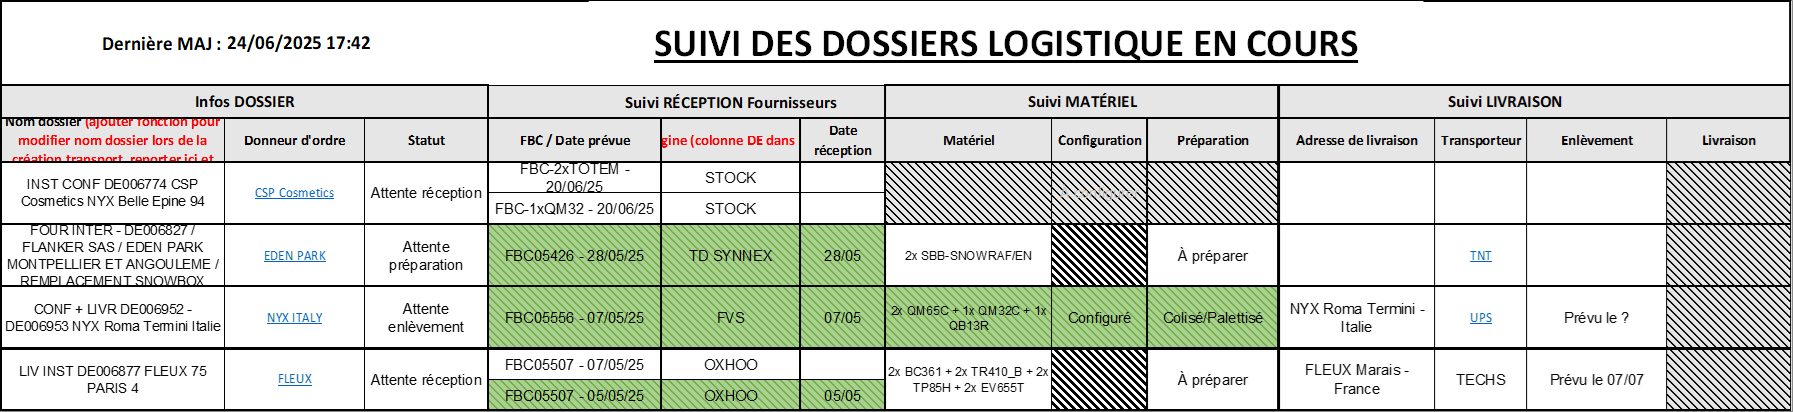 Dernière MAJ : 24/06/2025 17:42
SUIVI DES DOSSIERS LOGISTIQUE EN COURS
Infos DOSSIER
Suivi RÉCEPTION Fournisseurs
Suivi MATÉRIEL
Suivi LIVRAISON
Nom dossier (ajouter fonction pour
modifier nom dossier lors de la
création transport, reporter ici et
Donneur d'ordre
Statut
FBC / Date prévue
gine (colonne DE dans
Date
réception
Matériel
Configuration
Préparation
Adresse de livraison
Transporteur
Enlèvement
Livraison
INST CONF DE006774 CSP
Cosmetics NYX Belle Epine 94
CSP Cosmetics
Attente réception
FBC-2xTOTEM -
20/06/25
STOCK
FBC-1xQM32 - 20/06/25
STOCK
FOUR INTER - DE006827 /
FLANKER SAS / EDEN PARK
MONTPELLIER ET ANGOULEME /
REMPLACEMENT SNOWBOX
EDEN PARK
Attente
préparation
FBC05426 - 28/05/25
TD SYNNEX
28/05
2x SBB-SNOWRAF/EN
À préparer
TNT
CONF + LIVR DE006952 -
DE006953 NYX Roma Termini Italie
NYX ITALY
Attente
enlèvement
FBC05556 - 07/05/25
FVS
07/05
2x QM65C + 1x QM32C + 1x
QB13R
Configuré
Colisé/Palettisé
NYX Roma Termini -
Italie
UPS
Prévu le ?
LIV INST DE006877 FLEUX 75
PARIS 4
FLEUX
Attente réception
FBC05507 - 07/05/25
OXHOO
FBC05507 - 05/05/25
OXHOO
05/05
2x BC361 + 2x TR410_B + 2x
TP85H + 2x EV655T
À préparer
FLEUX Marais -
France
TECHS
Prévu le 07/07